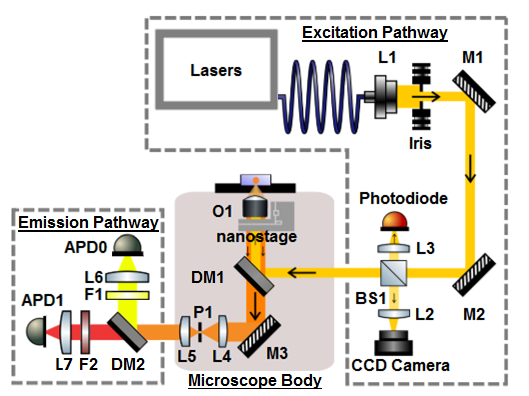 Excitation Pathway
Lasers
L1
M1
Iris
Photodiode
O1
nanostage
L3
Emission Pathway
APD0
DM1
L6
F1
BS1
M2
APD1
P1
L2
L7
F2
DM2
L5
L4
M3
CCD Camera
Microscope Body